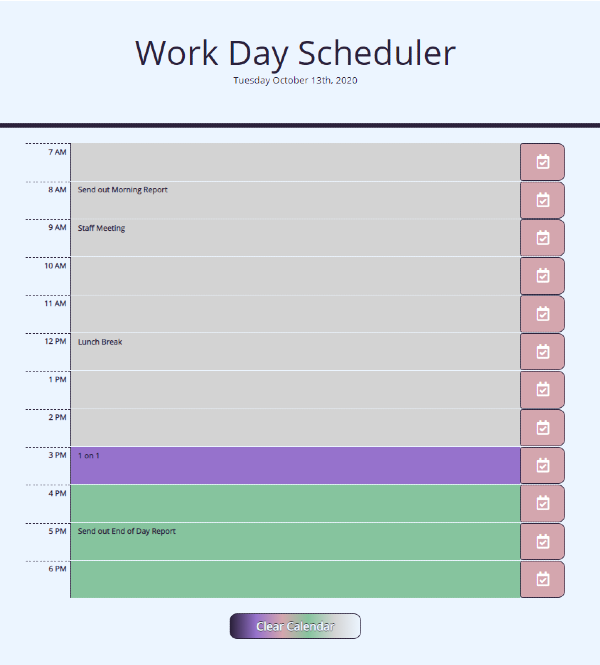 Work Day Scheduler
Tuesday October 13th, 2020
7 AM
8 AM Send out Morning Report
9 AM Staff Meeting
10 AM
11 AM
12 PM Lunch Break
1 PM
2 PM
3 PM 1 on 1
4 PM
5 PM Send out End of Day Report
6 PM
Clear Calendar